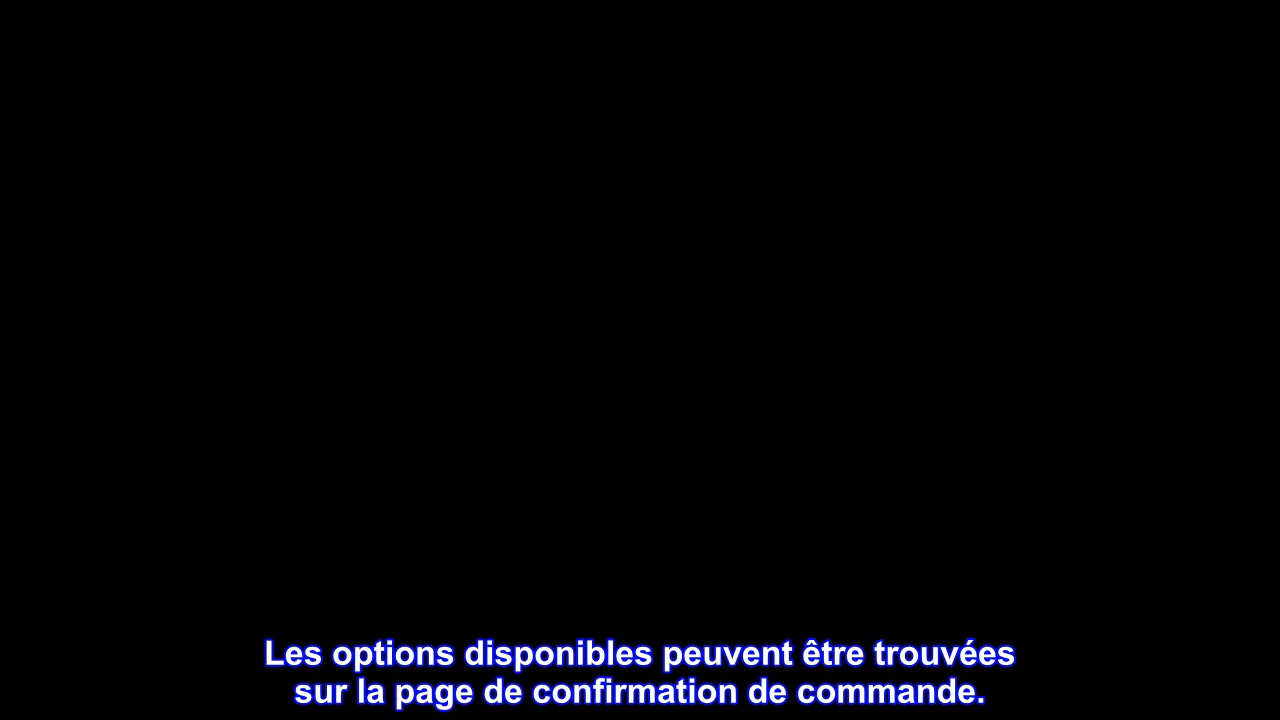 Les options disponibles peuvent être trouvées
sur la page de confirmation de commande.